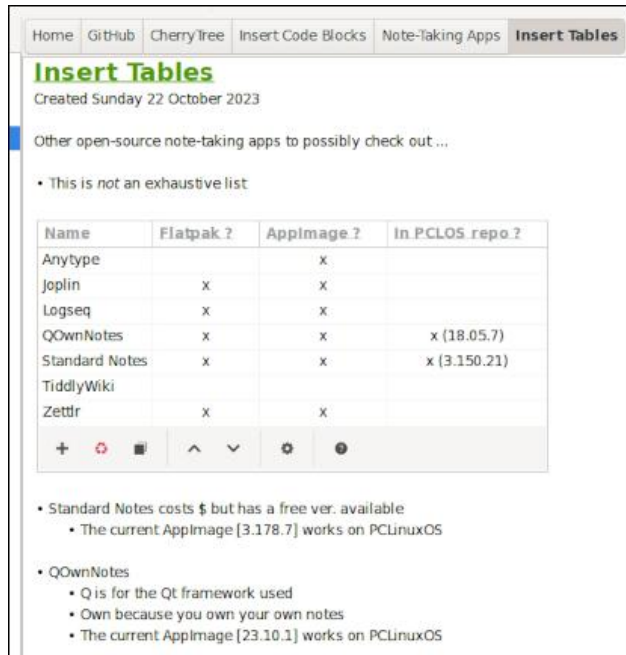 Home GitHub CherryTree Insert Code Blocks Note-Taking Apps Insert Tables
Insert Tables
Created Sunday 22 October 2023
Other open-source note-taking apps to possibly check out ...
• This is not an exhaustive list
Name Flatpak ? AppImage ? In PCLOS repo ?
Anytype x
Joplin x x
Logseq x x
QOwnNotes x x x (18.05.7)
Standard Notes x x x (3.150.21)
TiddlyWiki
Zettlr x x
• Standard Notes costs $ but has a free ver. available
• The current AppImage [3.178.7] works on PCLinuxOS
• QOwnNotes
• Q is for the Qt framework used
• Own because you own your own notes
• The current AppImage [23.10.1] works on PCLinuxOS